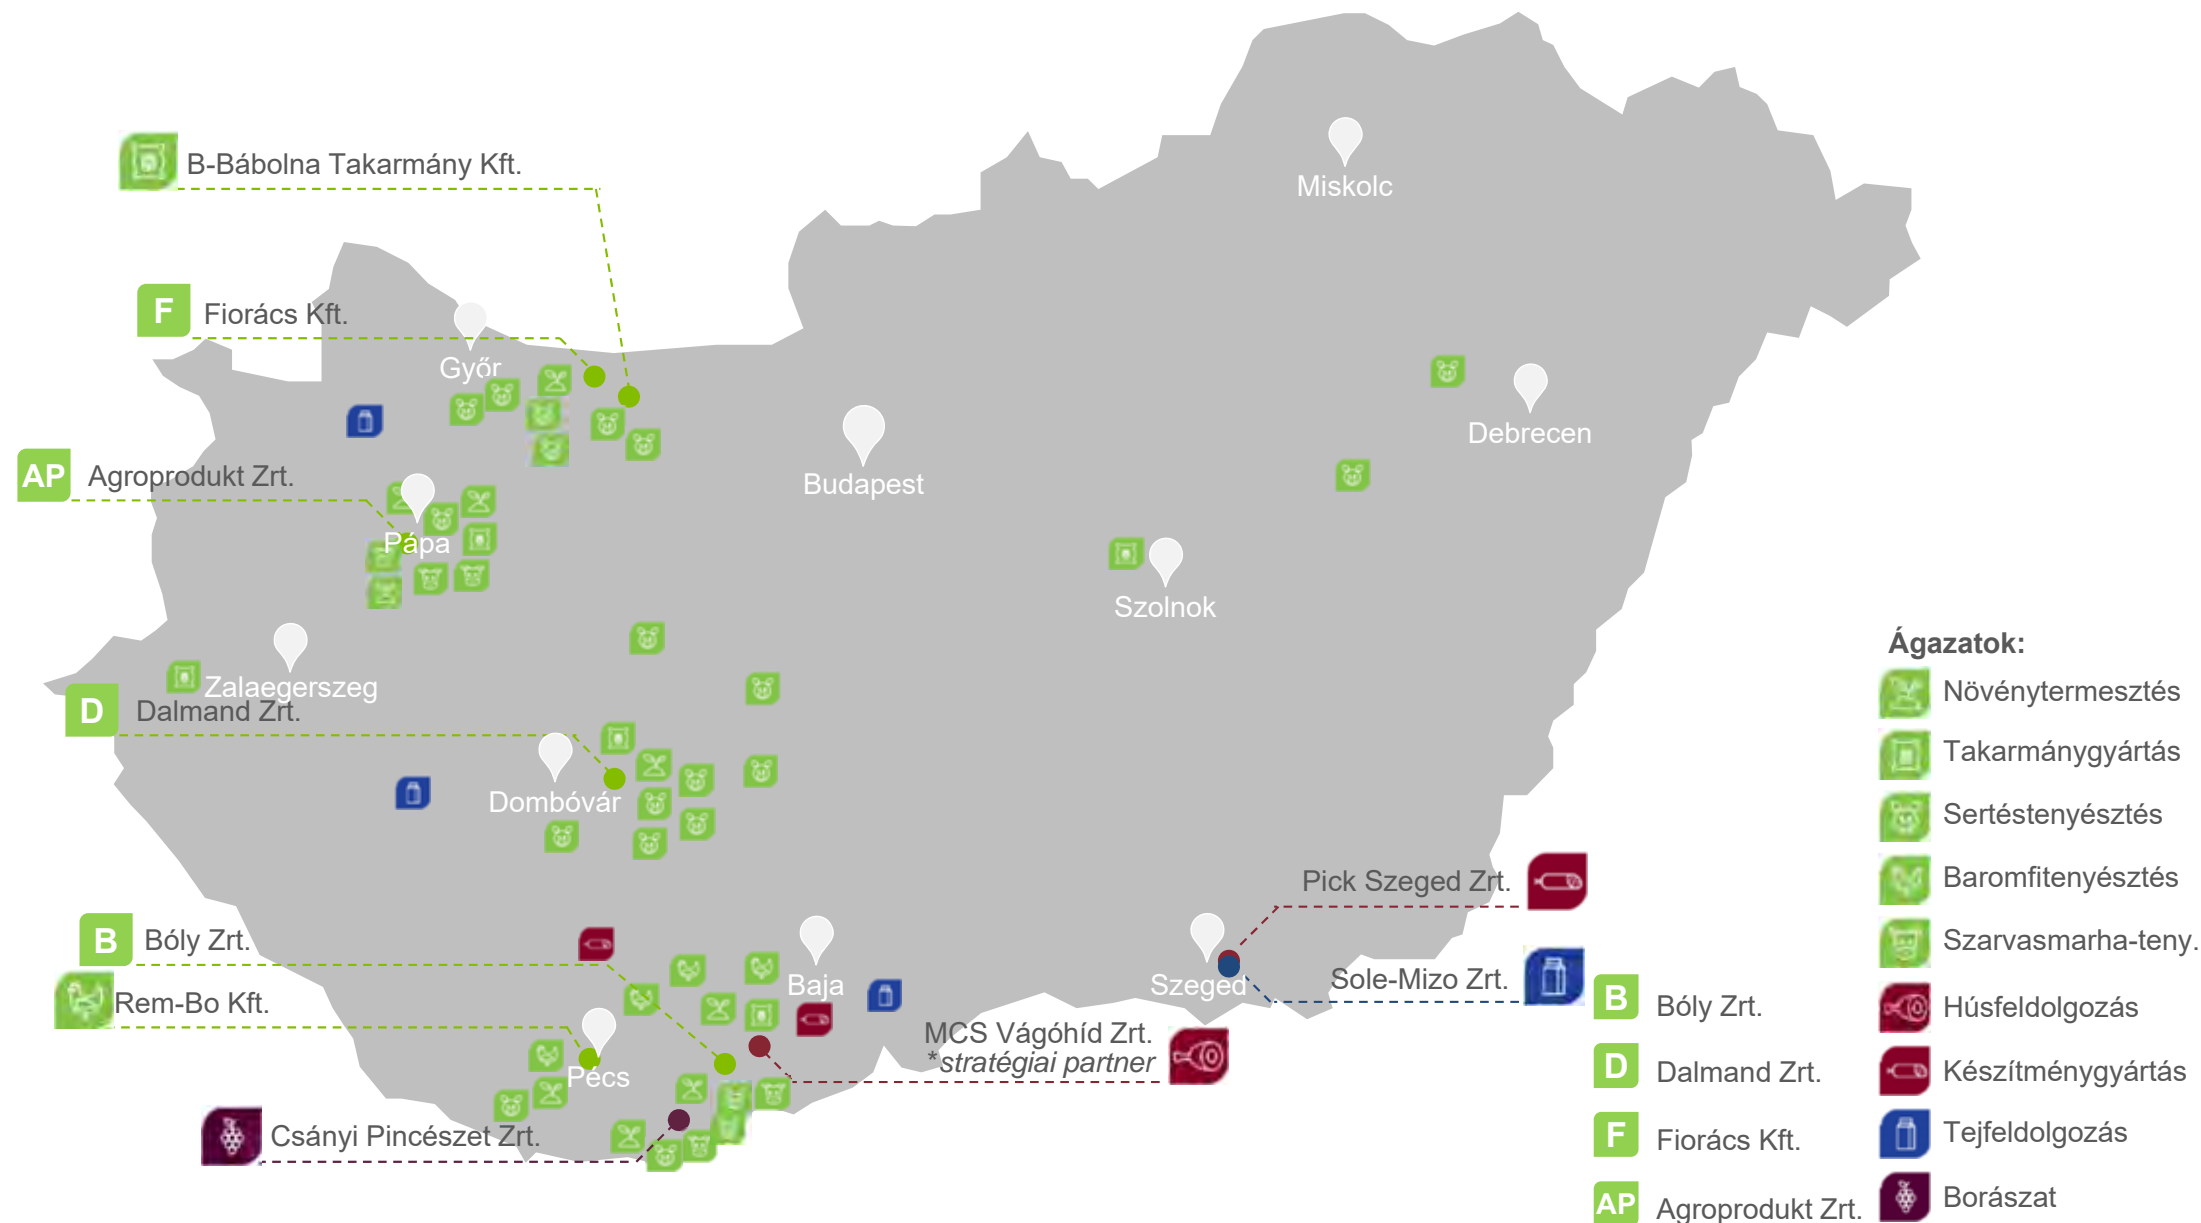 B-Bábolna Takarmány Kft.
Miskolc
F
Fiorács Kft.
Győr
Debrecen
AP
Agroprodukt Zrt.
Budapest
Pápa
Szolnok
Zalaegerszeg
D
Dalmand Zrt.
Dombóvár
Pick Szeged Zrt.
B
Bóly Zrt.
Baja
Szeged
Sole-Mizo Zrt.
Rem-Bo Kft.
MCS Vágóhíd Zrt.
*stratégiai partner
Pécs
Csányi Pincészet Zrt.
Ágazatok:
Növénytermesztés
Takarmánygyártás
Sertéstenyésztés
Baromfitenyésztés
Szarvasmarha-teny.
Húsfeldolgozás
Készítménygyártás
Tejfeldolgozás
Borászat
B
Bóly Zrt.
D
Dalmand Zrt.
F
Fiorács Kft.
AP
Agroprodukt Zrt.